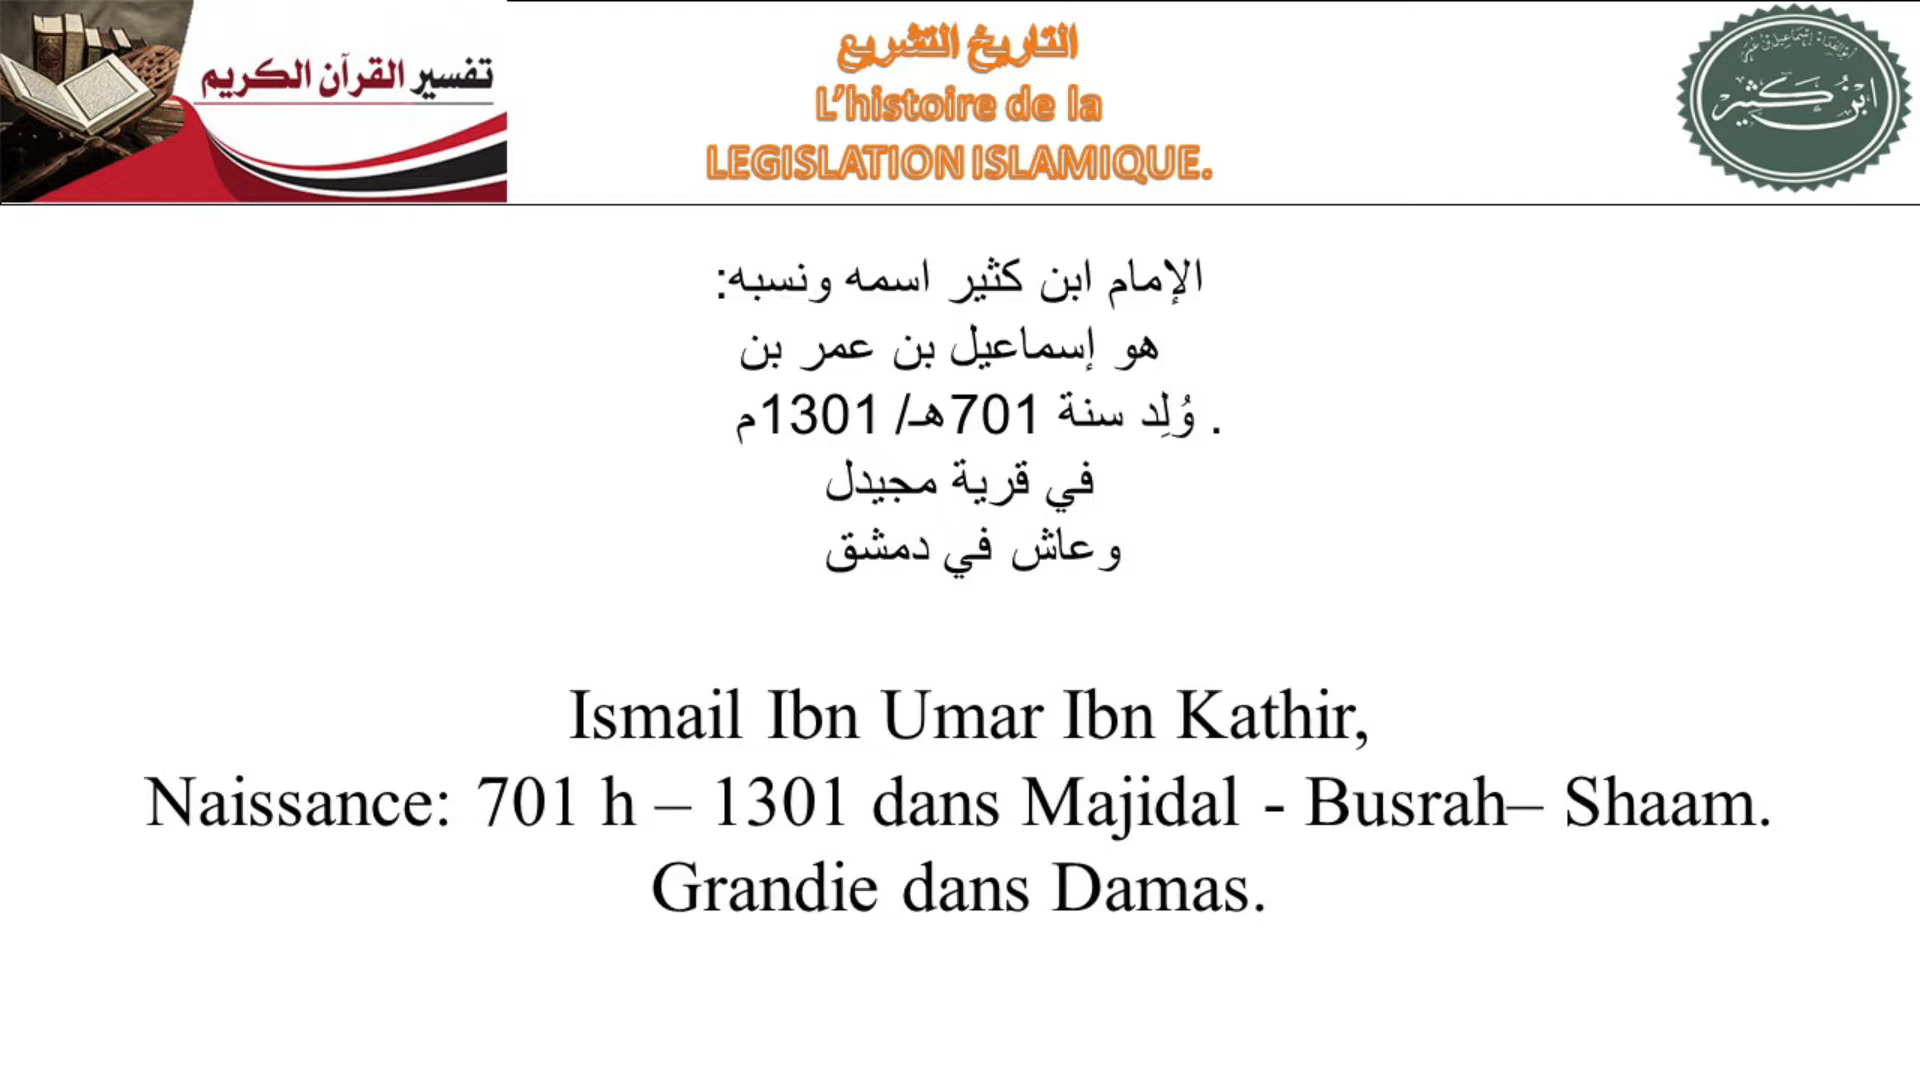 تفسير القرآن الكريم
التاريخ التشريع
L’histoire de la
LEGISLATION ISLAMIQUE.
ابن كثير
الإمام ابن كثير اسمه ونسبه:
هو إسماعيل بن عمر بن
. وُلِد سنة 701هـ/ 1301م
في قرية مجيدل
وعاش في دمشق
Ismail Ibn Umar Ibn Kathir,
Naissance: 701 h – 1301 dans Majidal - Busrah– Shaam.
Grandie dans Damas.